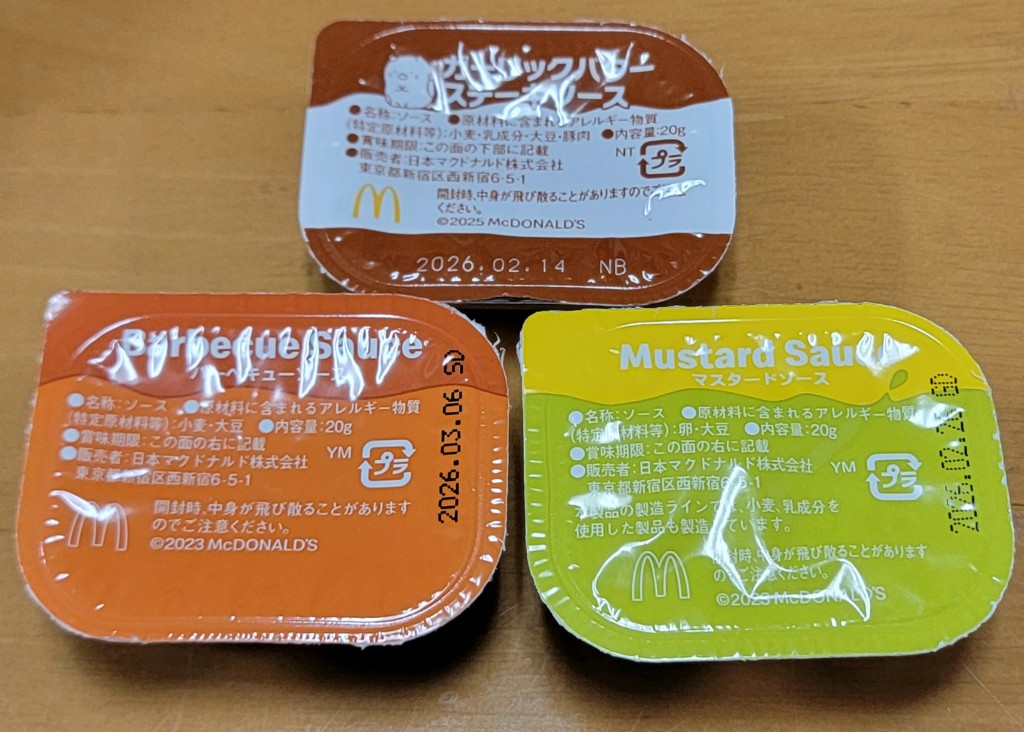 ガーリックバター
ステーキソース
●名称:ソース ●原材料に含まれるアレルギー物質
(特定原材料等):小麦・乳成分・大豆・豚肉 ●内容量:20g
●賞味期限:この面の下部に記載
●販売者:日本マクドナルド株式会社
東京都新宿区西新宿6-5-1
NT
プラ
開封時、中身が飛び散ることがありますのでご
ください。
©2025 McDONALD'S
2026.02.14 NB
Barbecue Sauce
バーベキューソース
●名称:ソース ●原材料に含まれるアレルギー物質
(特定原材料等):小麦・大豆 ●内容量:20g
●賞味期限:この面の右に記載
●販売者:日本マクドナルド株式会社
東京都新宿区西新宿6-5-1
YM
プラ
開封時、中身が飛び散ることがあります
のでご注意ください。
©2023 McDONALD'S
2026.03.06 SD
Mustard Sauce
マスタードソース
●名称:ソース ●原材料に含まれるアレルギー物質
(特定原材料等):卵・大豆 ●内容量:20g
●賞味期限:この面の右に記載
●販売者:日本マクドナルド株式会社
東京都新宿区西新宿6-5-1
YM
プラ
本製品の製造ラインでは、小麦、乳成分を
使用した製品も製造しています。
開封時、中身が飛び散ることがあります
のでご注意ください。
©2023 McDONALD'S